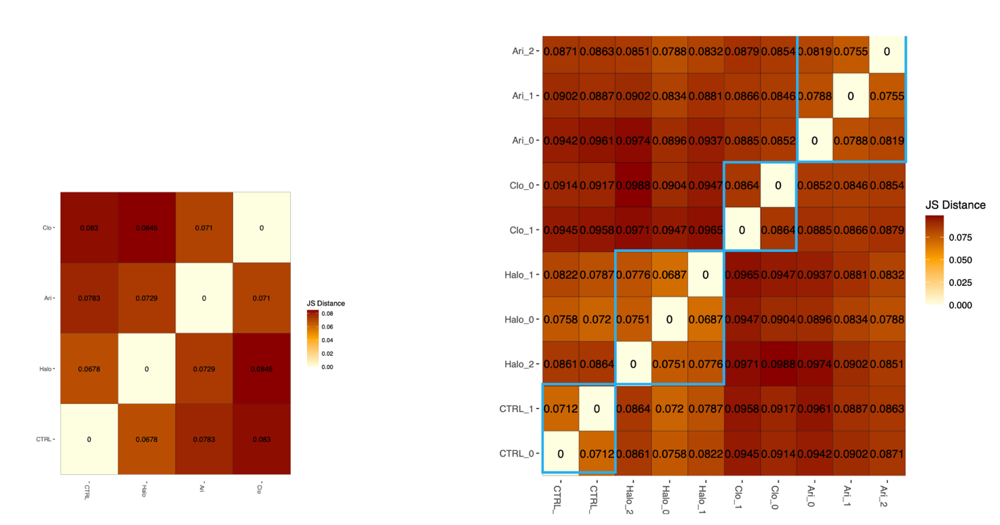 Ari_2 0.0871 0.0863 0.0851 0.0788 0.0832 0.0879 0.0854 0.0819 0.0755 0
Ari_1 0.0902 0.0887 0.0902 0.0834 0.0881 0.0866 0.0846 0.0788 0 0.0755
Ari_0 0.0942 0.0961 0.0974 0.0896 0.0937 0.0885 0.0852 0 0.0788 0.0819
Clo_0 0.0914 0.0917 0.0988 0.0904 0.0947 0.0864 0 0.0852 0.0846 0.0854
Clo_1 0.0945 0.0958 0.0971 0.0947 0.0965 0 0.0864 0.0885 0.0866 0.0879
Halo_1 0.0822 0.0787 0.0776 0.0687 0 0.0965 0.0947 0.0937 0.0881 0.0832
Halo_0 0.0758 0.072 0.0751 0 0.0687 0.0947 0.0904 0.0896 0.0834 0.0788
Halo_2 0.0861 0.0864 0 0.0751 0.0776 0.0971 0.0988 0.0974 0.0902 0.0851
CTRL_1 0.0712 0 0.0864 0.072 0.0787 0.0958 0.0917 0.0961 0.0887 0.0863
CTRL_0 0 0.0712 0.0861 0.0758 0.0822 0.0945 0.0914 0.0942 0.0902 0.0871
CTRL_ CTRL_ Halo_2 Halo_0 Halo_1 Clo_1 Clo_0 Ari_0 Ari_1 Ari_2
JS Distance
0.075
0.050
0.025
0.000
Clo 0.083 0.0845 0.071 0
Ari 0.0783 0.0729 0 0.071
Halo 0.0678 0 0.0729 0.0845
CTRL 0 0.0678 0.0783 0.083
CTRL Halo Ari Clo
JS Distance
0.08
0.06
0.04
0.02
0.00